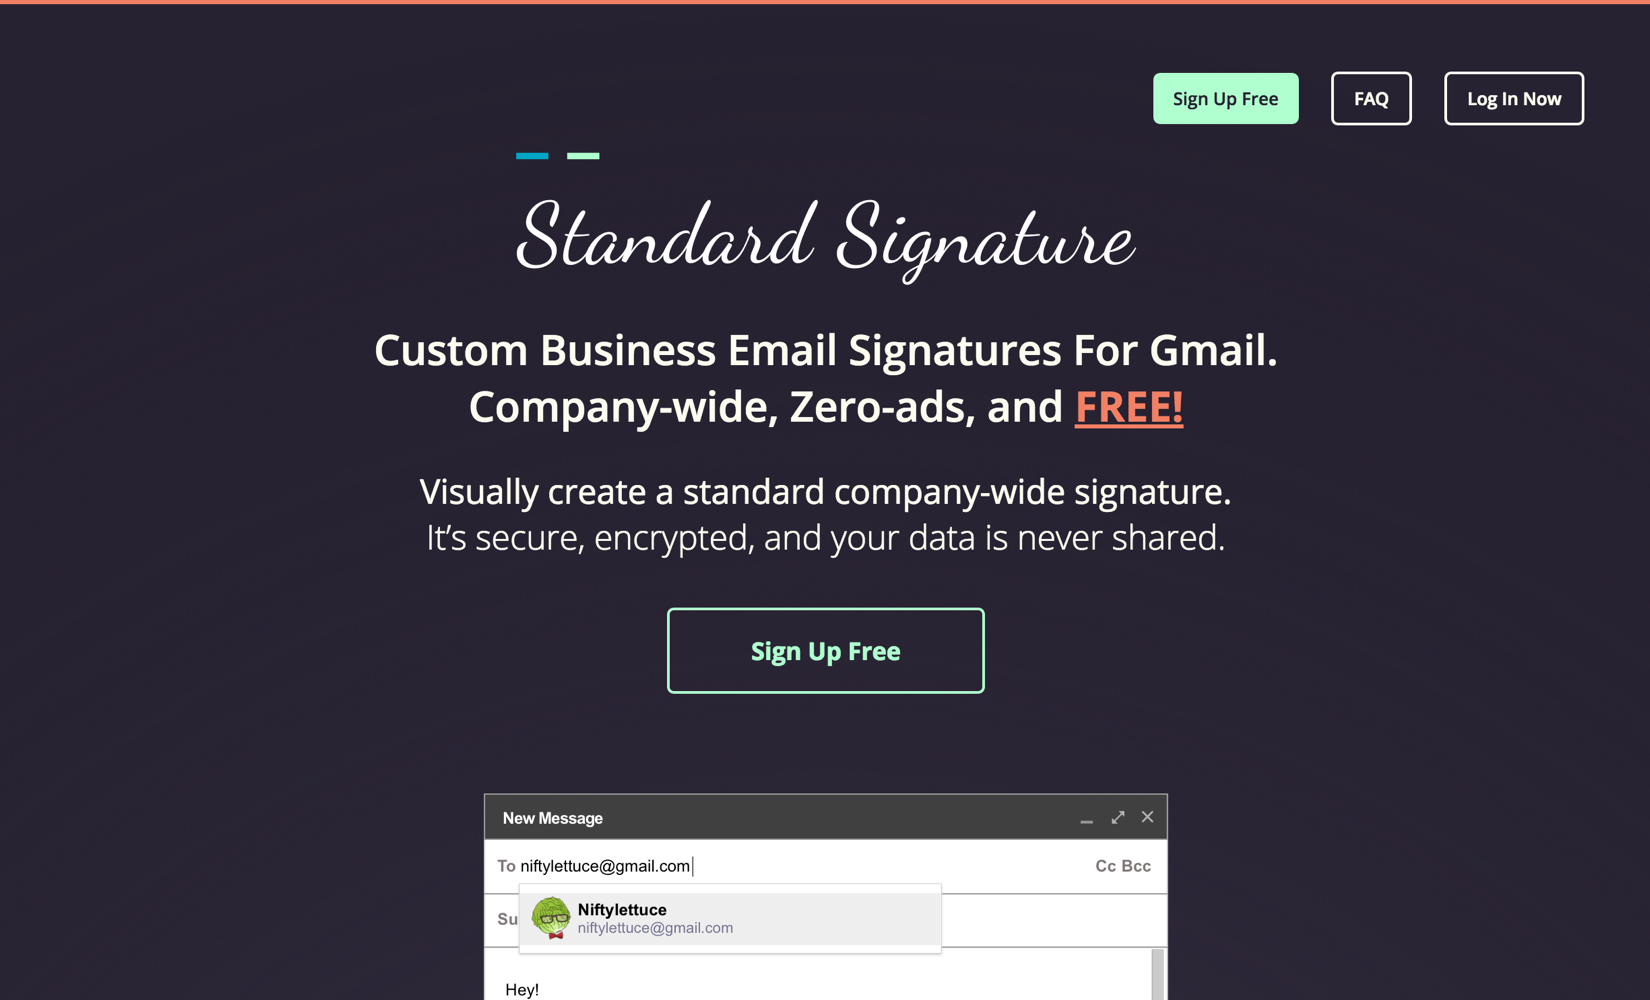 Sign Up Free
FAQ
Log In Now
Standard Signature
Custom Business Email Signatures For Gmail.
Company-wide, Zero-ads, and FREE!
Visually create a standard company-wide signature.
It's secure, encrypted, and your data is never shared.
Sign Up Free
New Message
To niftylettuce@gmail.com
Cc Bcc
Niftylettuce
Su
niftylettuce@gmail.com
Hey!